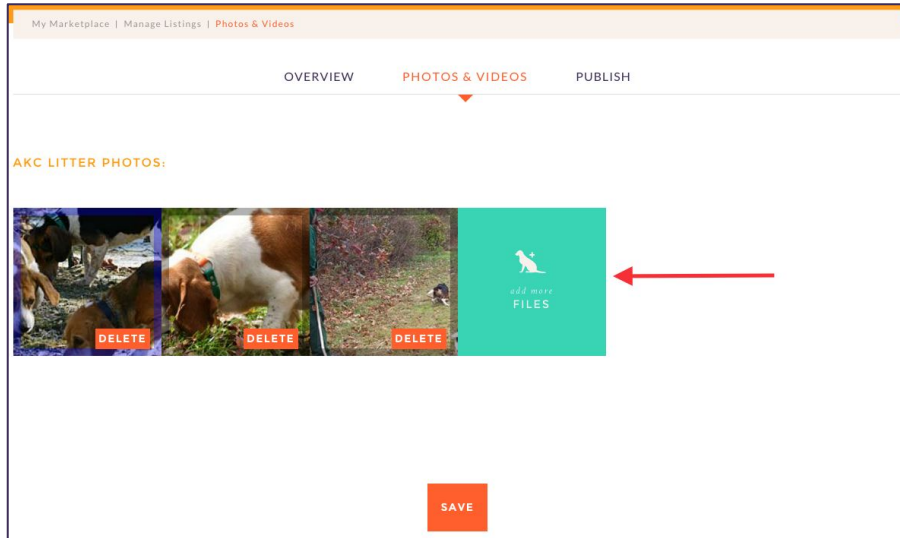 My Marketplace | Manage Listings | Photos & Videos
OVERVIEW PHOTOS & VIDEOS PUBLISH
AKC LITTER PHOTOS:
DELETE DELETE DELETE
add more
FILES
SAVE